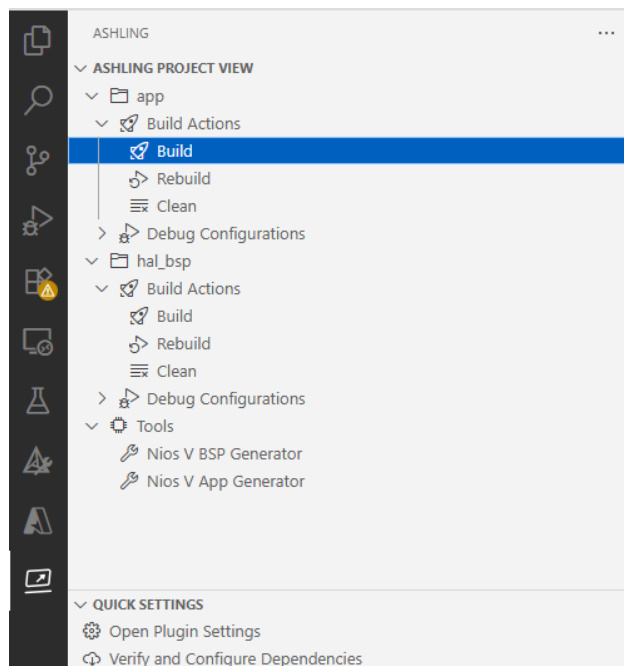 ASHLING
ASHLING PROJECT VIEW
app
Build Actions
Build
Rebuild
Clean
Debug Configurations
hal_bsp
Build Actions
Build
Rebuild
Clean
Debug Configurations
Tools
Nios V BSP Generator
Nios V App Generator
QUICK SETTINGS
Open Plugin Settings
Verify and Configure Dependencies